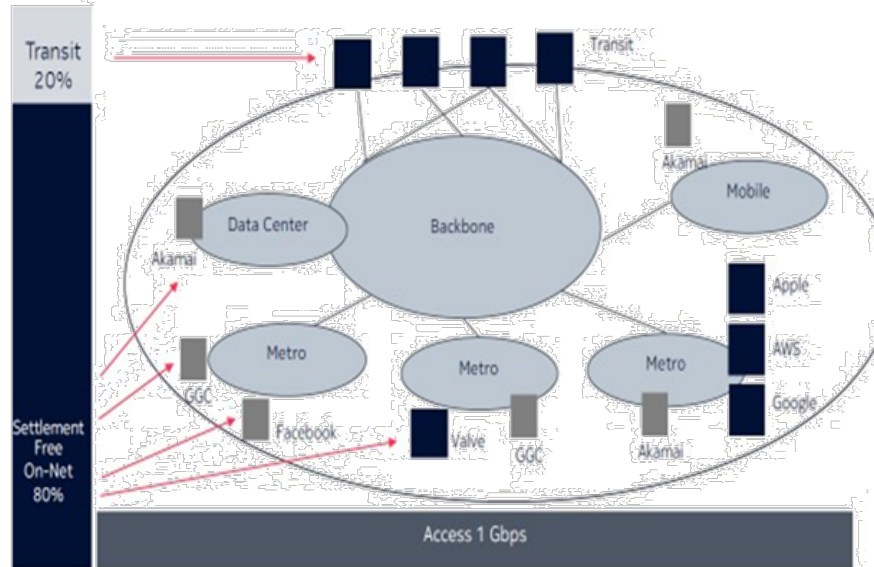 Transit
20%
Transit
Akamai
Mobile
Data Center
Backbone
Akamai
Apple
Metro
Metro
Metro
AWS
GGC
Facebook
Valve
GGC
Akamai
Google
Settlement
Free
On-Net
80%
Access 1 Gbps